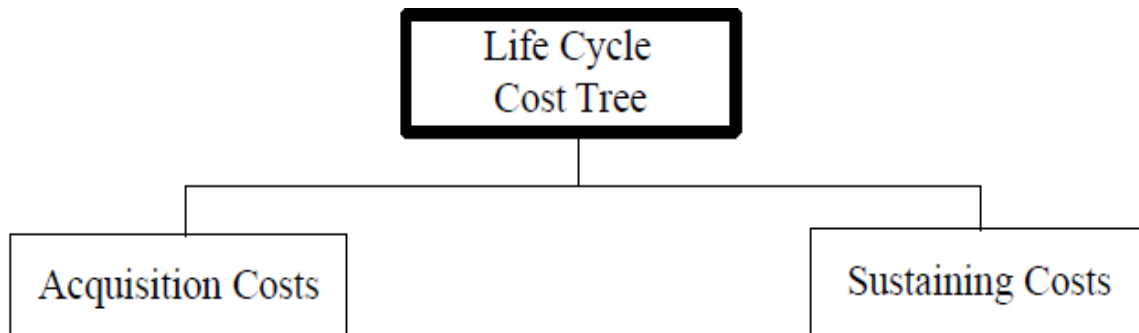 Life Cycle
Cost Tree
Acquisition Costs
Sustaining Costs